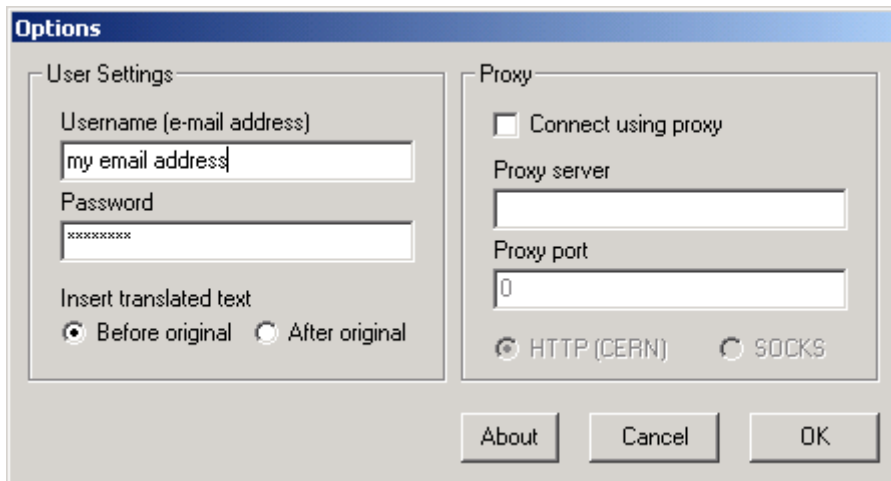 Options
User Settings
Username (e-mail address)
my email address
Password
********
Insert translated text
Before original After original
Proxy
Connect using proxy
Proxy server
Proxy port
0
HTTP (CERN) SOCKS
About Cancel OK